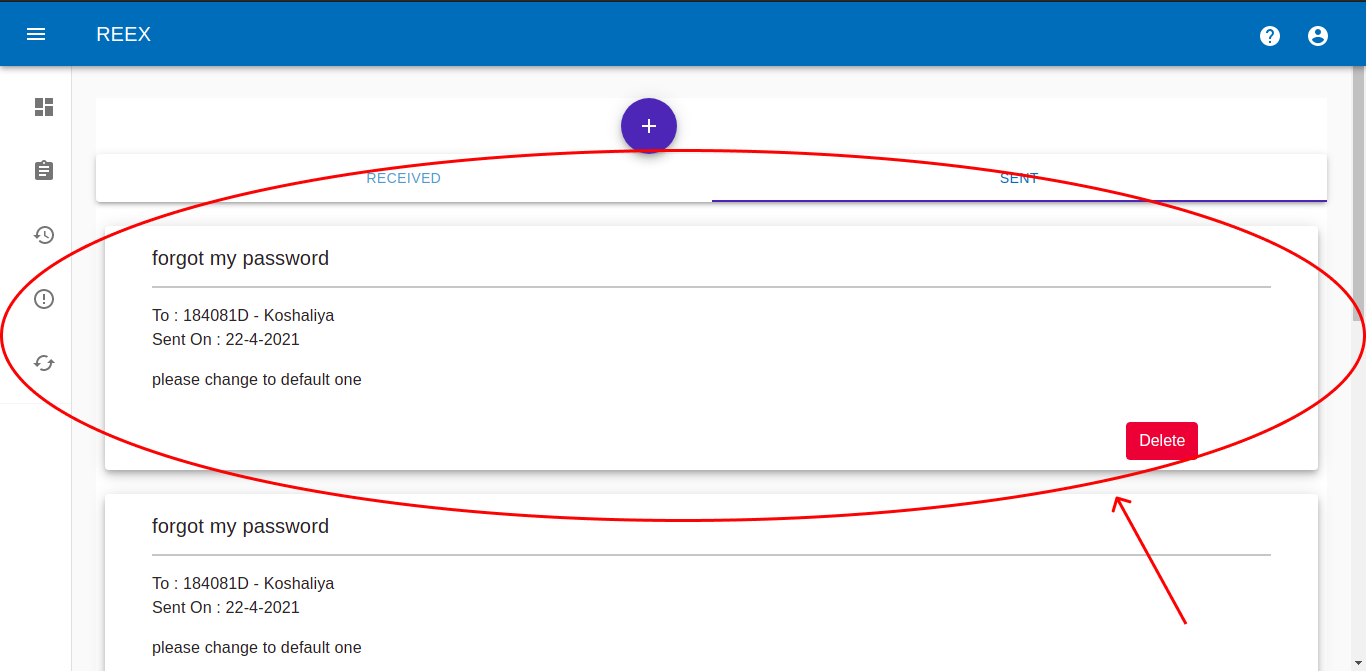 REEX
RECEIVED
SENT
forgot my password
To : 184081D - Koshaliya
Sent On : 22-4-2021
please change to default one
Delete
forgot my password
To : 184081D - Koshaliya
Sent On : 22-4-2021
please change to default one